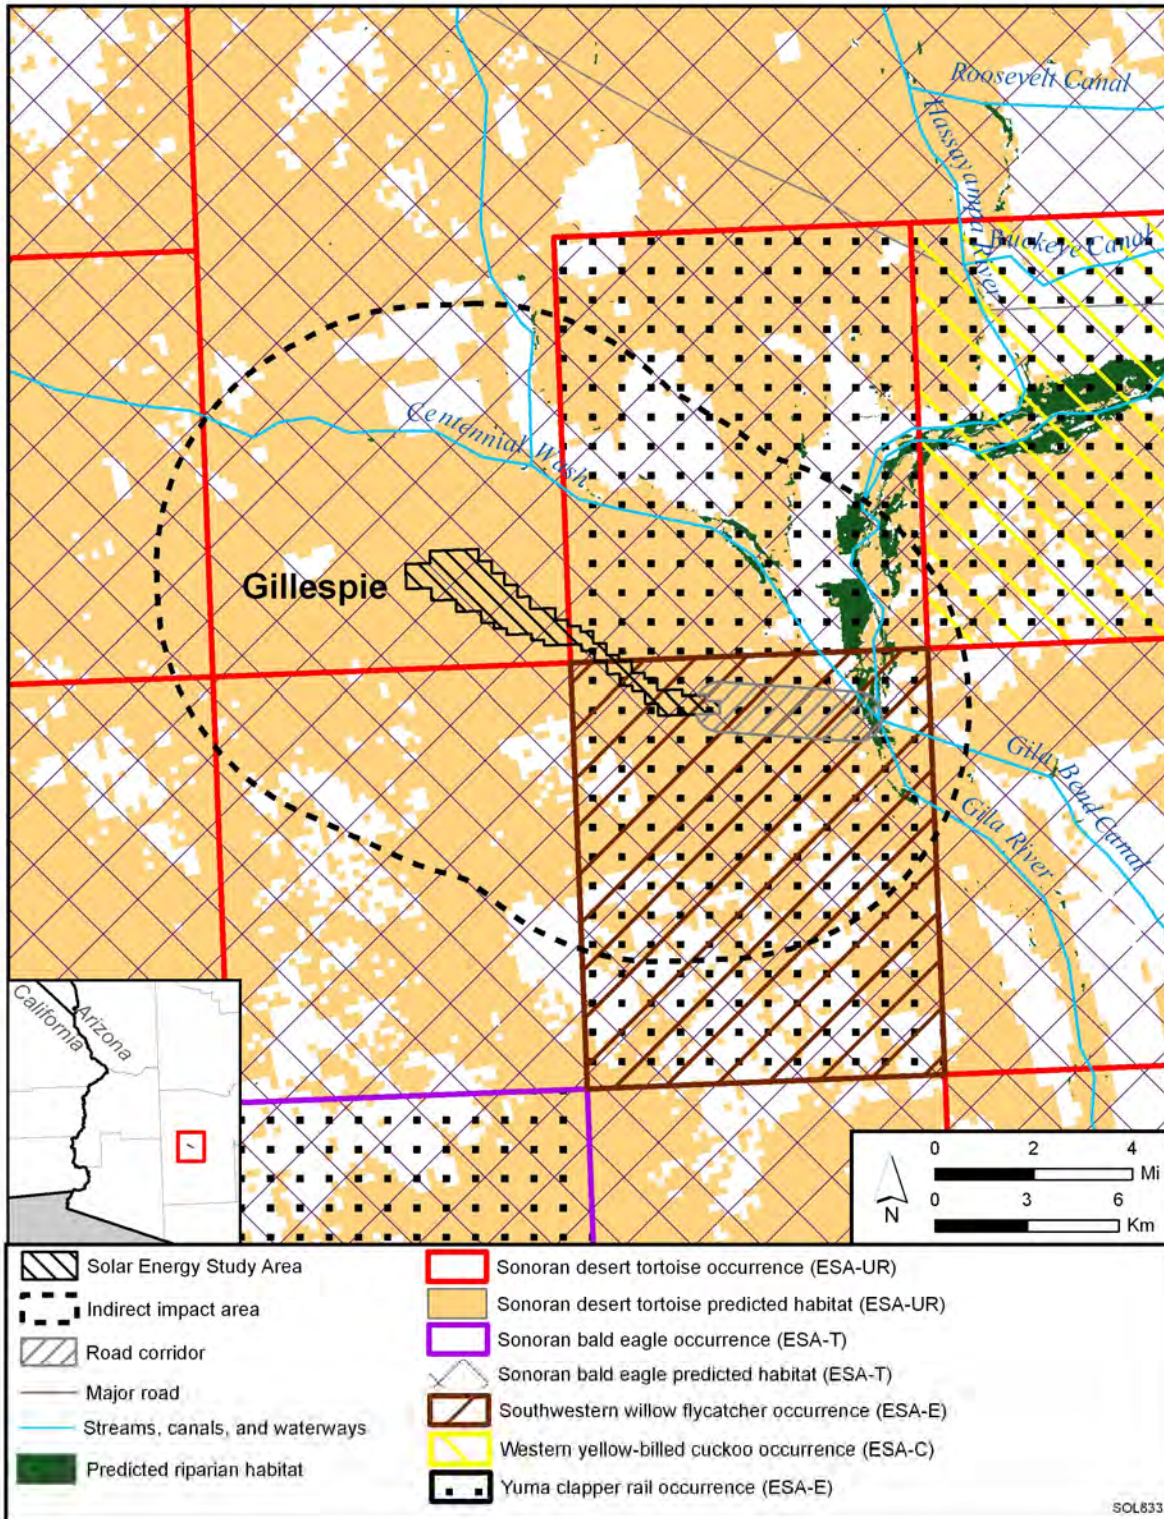 Roosevelt Canal
Hassayampa River
Buckeye Canal
Centennial Wash
Gillespie
Gila Bend Canal
Gila River
California
Arizona
N
0 2 4
Mi
0 3 6
Km
Solar Energy Study Area
Indirect impact area
Road corridor
Major road
Streams, canals, and waterways
Predicted riparian habitat
Sonoran desert tortoise occurrence (ESA-UR)
Sonoran desert tortoise predicted habitat (ESA-UR)
Sonoran bald eagle occurrence (ESA-T)
Sonoran bald eagle predicted habitat (ESA-T)
Southwestern willow flycatcher occurrence (ESA-E)
Western yellow-billed cuckoo occurrence (ESA-C)
Yuma clapper rail occurrence (ESA-E)
SOL833